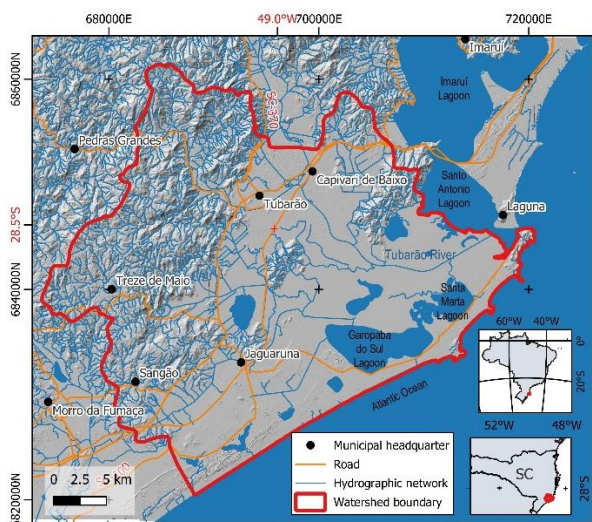 680000E
49.0°W
700000E
720000E
6860000N
6840000N
6820000N
28.5°S
SC-370
Imaruí
Imaruí
Lagoon
Pedras Grandes
Capivari de Baixo
Santo
Antonio
Lagoon
Tubarão
Laguna
Tubarão River
Treze de Maio
Santa
Marta
Lagoon
Garopaba
do Sul
Lagoon
Jaguaruna
Sangão
Atlantic Ocean
Morro da Fumaça
60°W
40°W
0°
20°S
52°W
48°W
SC
28°S
0 2.5 5 km
Municipal headquarter
Road
Hydrographic network
Watershed boundary